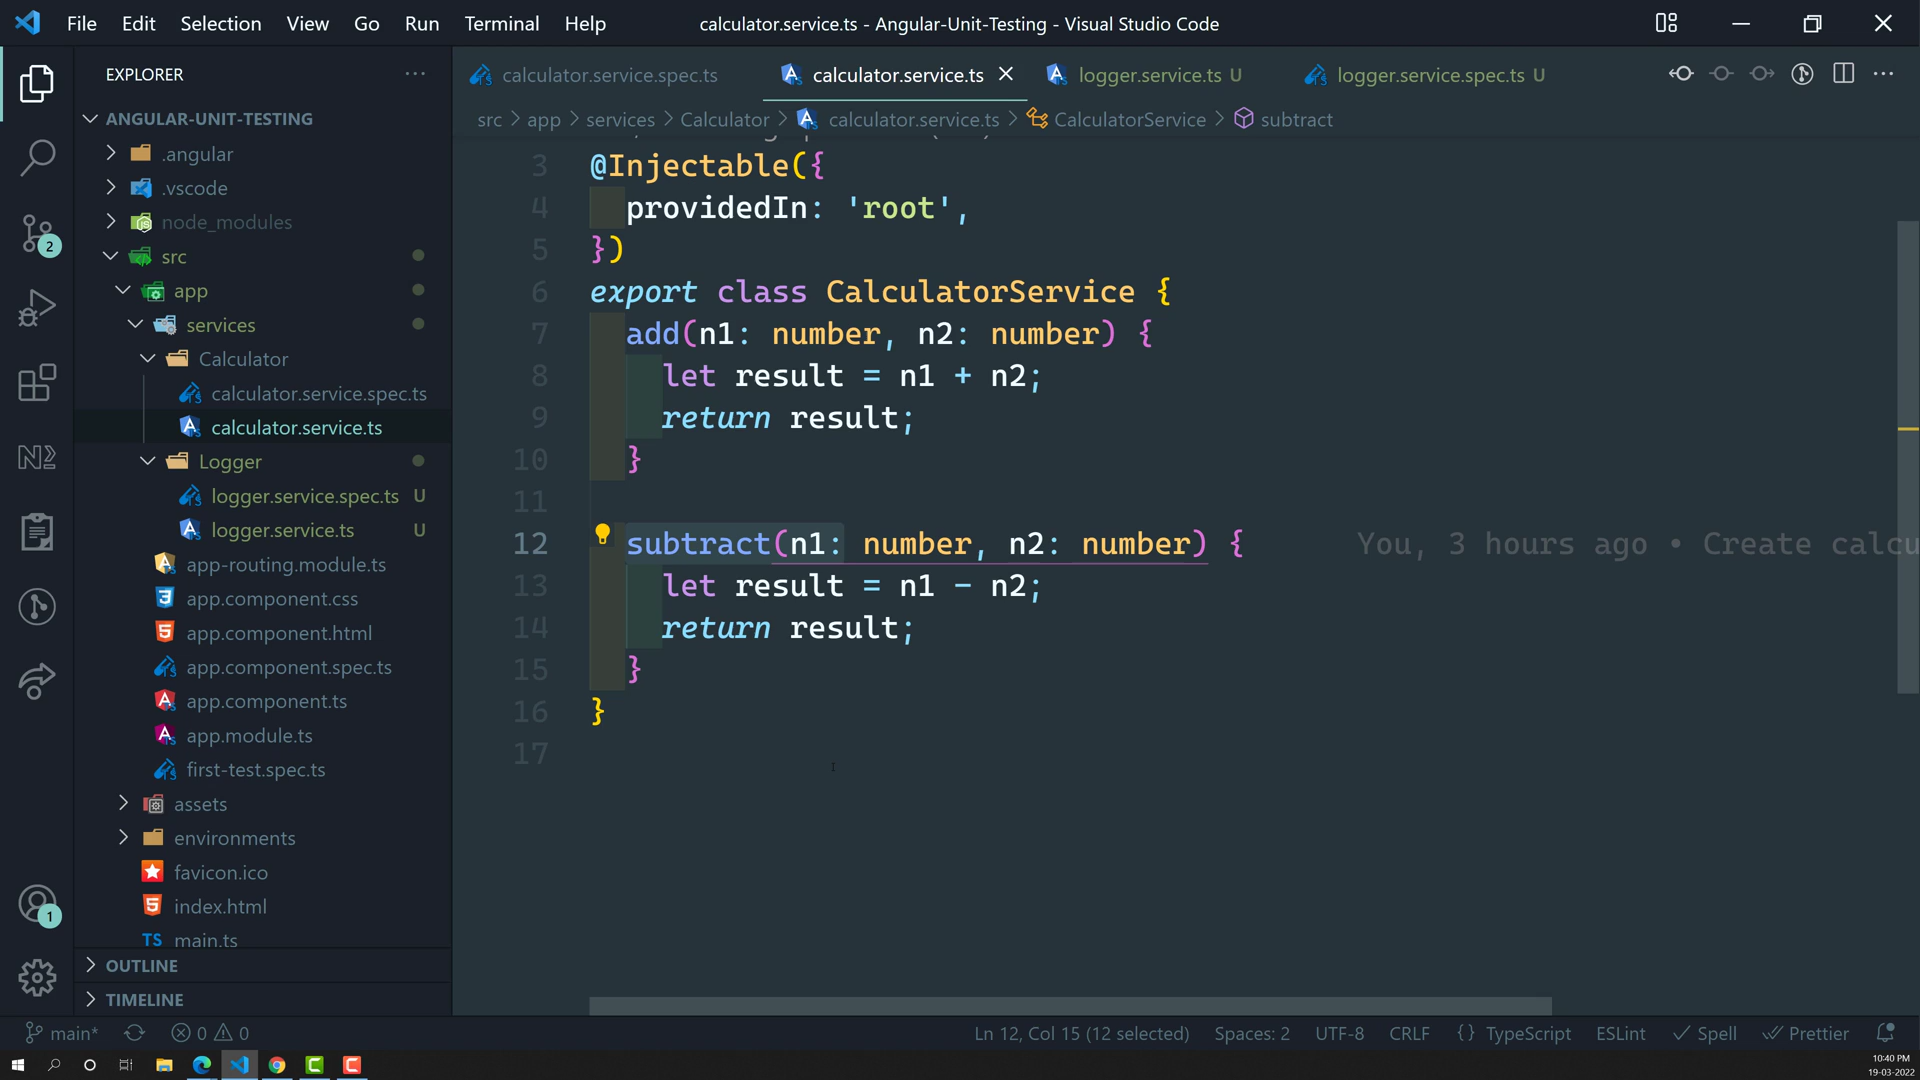 File Edit Selection View Go Run Terminal Help
calculator.service.ts - Angular-Unit-Testing - Visual Studio Code
EXPLORER
ANGULAR-UNIT-TESTING
.angular
.vscode
node_modules
src
app
services
Calculator
calculator.service.spec.ts
calculator.service.ts
Logger
logger.service.spec.ts U
logger.service.ts U
app-routing.module.ts
app.component.css
app.component.html
app.component.spec.ts
app.component.ts
app.module.ts
first-test.spec.ts
assets
environments
favicon.ico
index.html
TS main.ts
OUTLINE
TIMELINE
2
1
calculator.service.spec.ts calculator.service.ts logger.service.ts U logger.service.spec.ts U
src > app > services > Calculator > calculator.service.ts > CalculatorService > subtract
3 @Injectable({
4 providedIn: 'root',
5 })
6 export class CalculatorService {
7 add(n1: number, n2: number) {
8 let result = n1 + n2;
9 return result;
10 }
11
12 subtract(n1: number, n2: number) { You, 3 hours ago • Create calcu
13 let result = n1 - n2;
14 return result;
15 }
16 }
17
main* 0 0 Ln 12, Col 15 (12 selected) Spaces: 2 UTF-8 CRLF {} TypeScript ESLint Spell Prettier
10:40 PM
19-03-2022